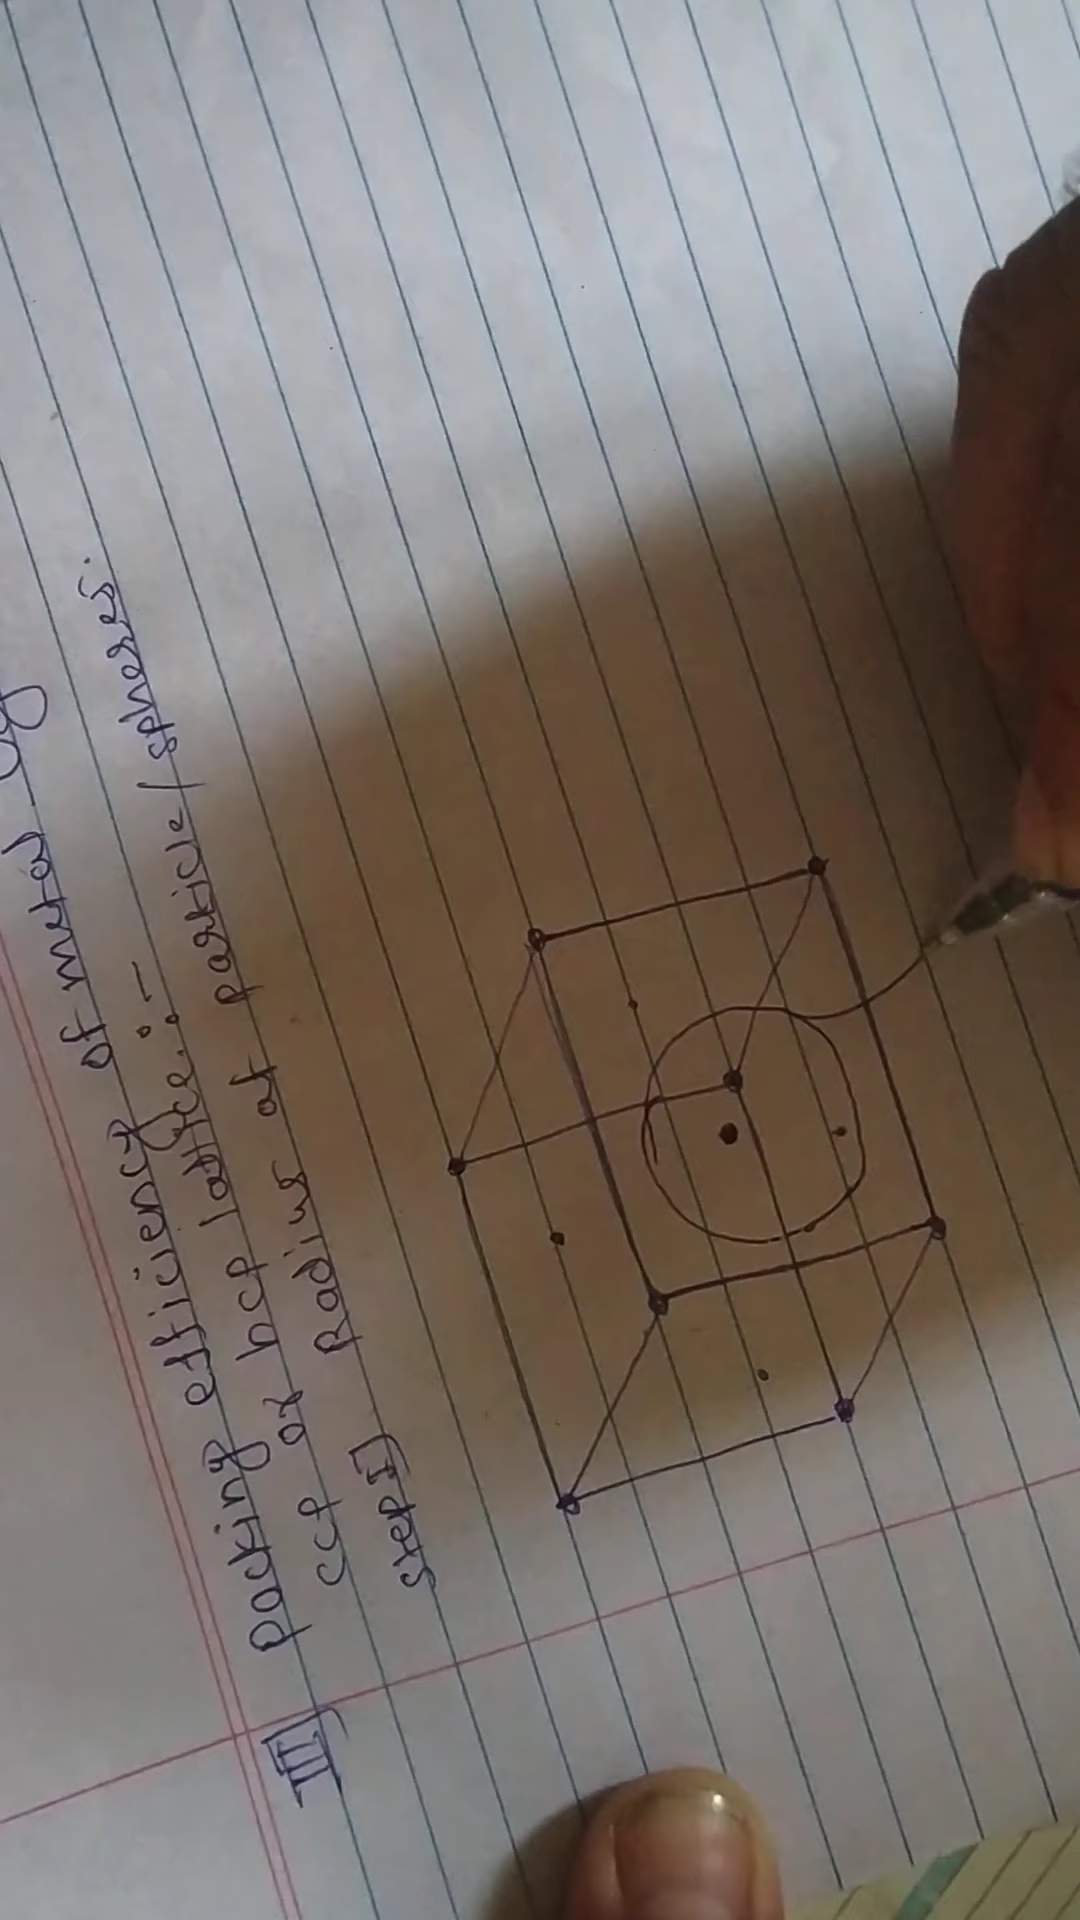 III) Packing efficiency of metal
ccp or hcp lattice :-
Step I) Radius of particle / spheres.